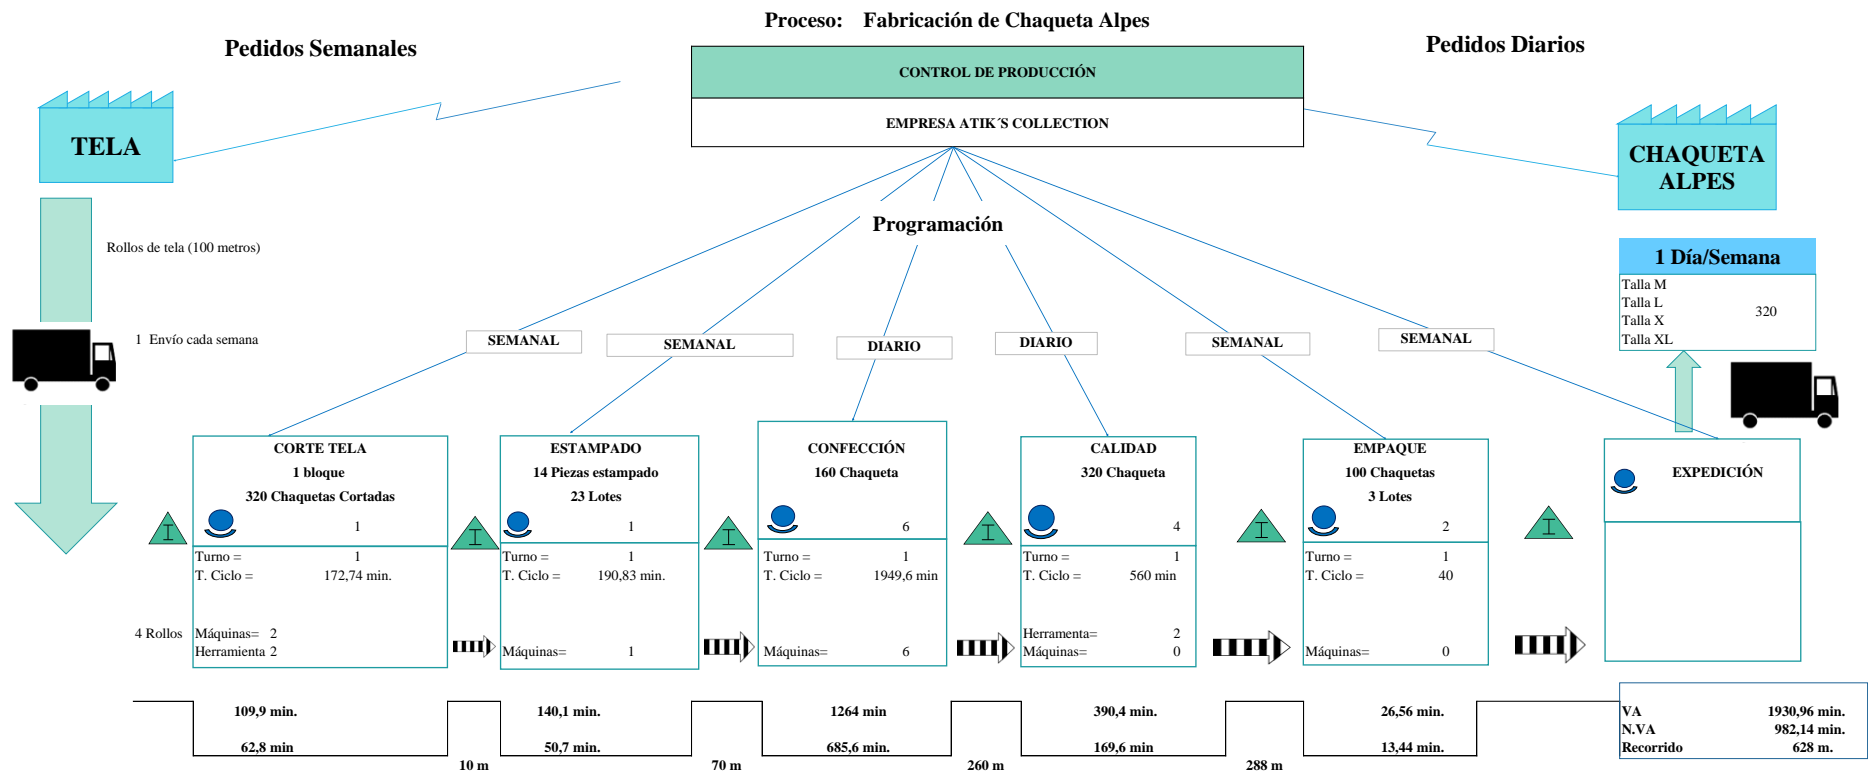 Proceso: Fabricación de Chaqueta Alpes
Pedidos Semanales
Pedidos Diarios
CONTROL DE PRODUCCIÓN
EMPRESA ATIK´S COLLECTION
TELA
CHAQUETA
ALPES
Programación
Rollos de tela (100 metros)
1 Envío cada semana
1 Día/Semana
Talla M
Talla L
Talla X
Talla XL
320
SEMANAL
SEMANAL
DIARIO
DIARIO
SEMANAL
SEMANAL
CORTE TELA
1 bloque
320 Chaquetas Cortadas
1
Turno = 1
T. Ciclo = 172,74 min.
4 Rollos
Máquinas= 2
Herramienta 2
I
ESTAMPADO
14 Piezas estampado
23 Lotes
1
Turno = 1
T. Ciclo = 190,83 min.
Máquinas= 1
I
CONFECCIÓN
160 Chaqueta
6
Turno = 1
T. Ciclo = 1949,6 min
Máquinas= 6
I
CALIDAD
320 Chaqueta
4
Turno = 1
T. Ciclo = 560 min
Herramenta= 2
Máquinas= 0
I
EMPAQUE
100 Chaquetas
3 Lotes
2
Turno = 1
T. Ciclo = 40
Máquinas= 0
I
EXPEDICIÓN
I
109,9 min.
62,8 min
10 m
140,1 min.
50,7 min.
70 m
1264 min
685,6 min.
260 m
390,4 min.
169,6 min
288 m
26,56 min.
13,44 min.
VA 1930,96 min.
N.VA 982,14 min.
Recorrido 628 m.